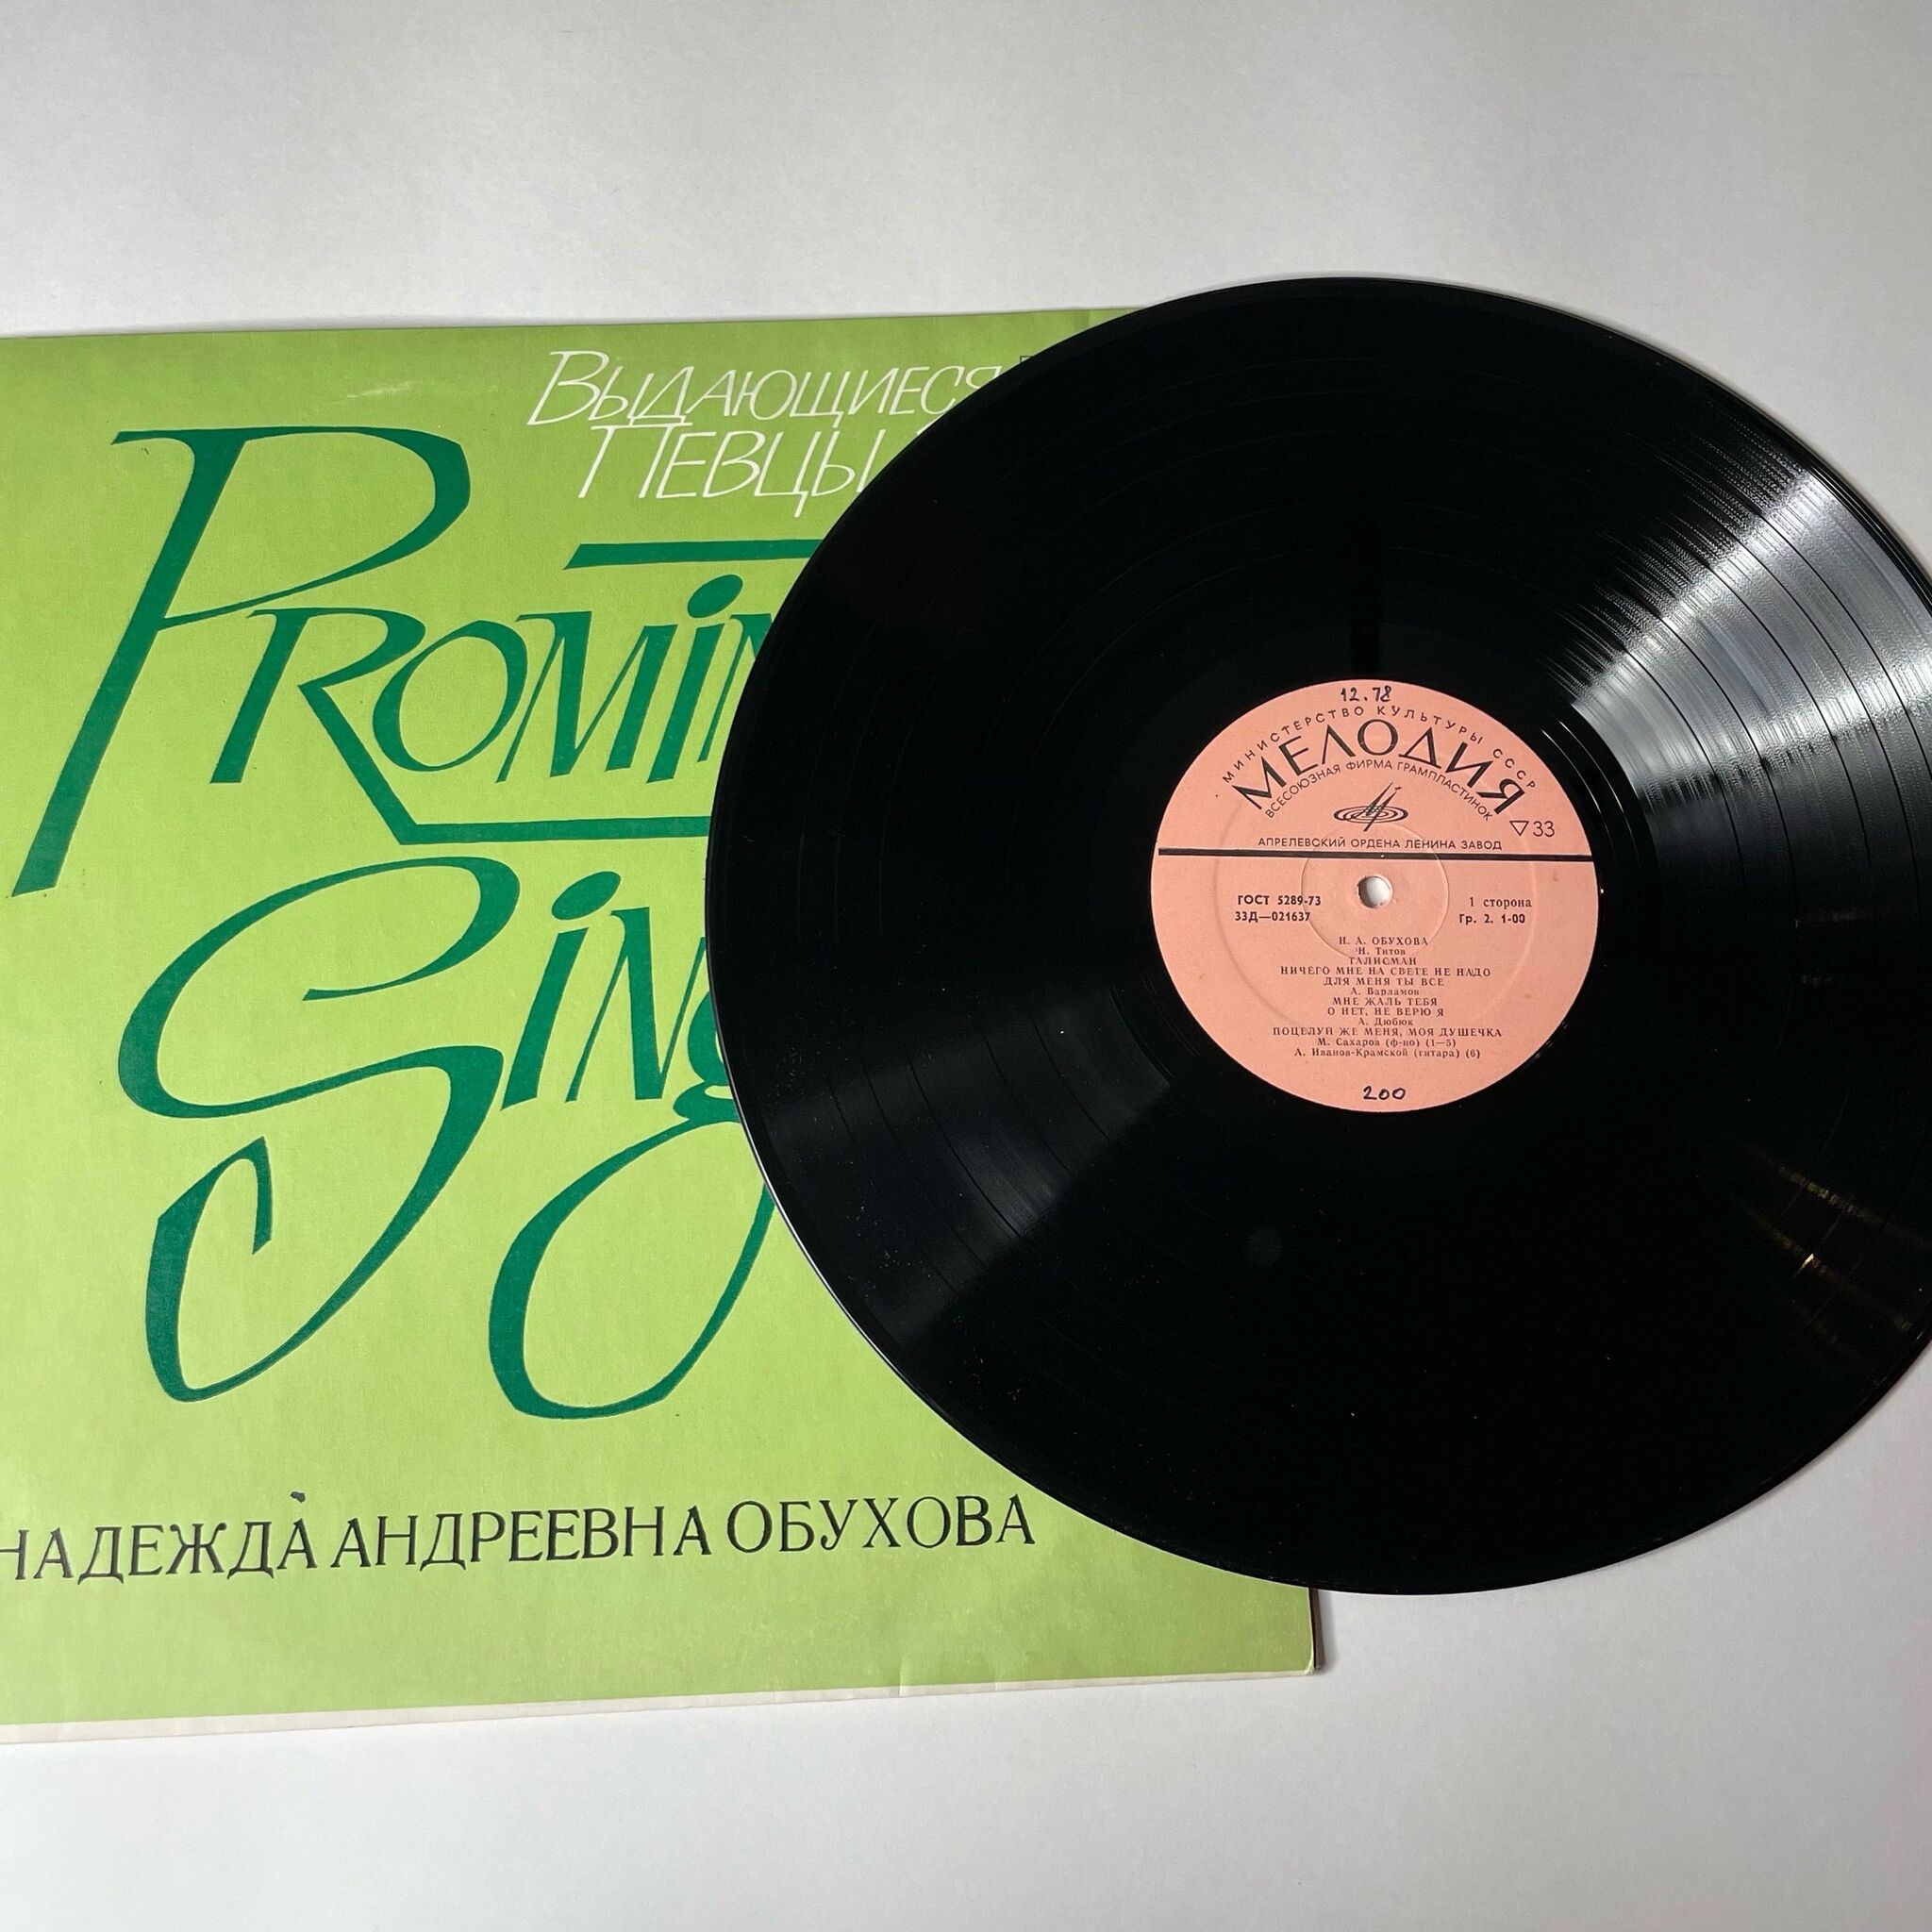 Выдающиеся
Певцы
Promin
Sing
НАДЕЖДА АНДРЕЕВНА ОБУХОВА
12.78
МИНИСТЕРСТВО КУЛЬТУРЫ СССР
МЕЛОДИЯ
ВСЕСОЮЗНАЯ ФИРМА ГРАМПЛАСТИНОК
▽33
АПРЕЛЕВСКИЙ ОРДЕНА ЛЕНИНА ЗАВОД
ГОСТ 5289-73
33Д—021637
1 сторона
Гр. 2. 1-00
Н. А. ОБУХОВА
Н. Титов
ТАЛИСМАН
НИЧЕГО МНЕ НА СВЕТЕ НЕ НАДО
ДЛЯ МЕНЯ ТЫ ВСЕ
А. Варламов
МНЕ ЖАЛЬ ТЕБЯ
О НЕТ, НЕ ВЕРЮ Я
А. Дюбюк
ПОЦЕЛУЙ ЖЕ МЕНЯ, МОЯ ДУШЕЧКА
М. Сахаров (ф-но) (1—5)
А. Иванов-Крамской (гитара) (6)
200